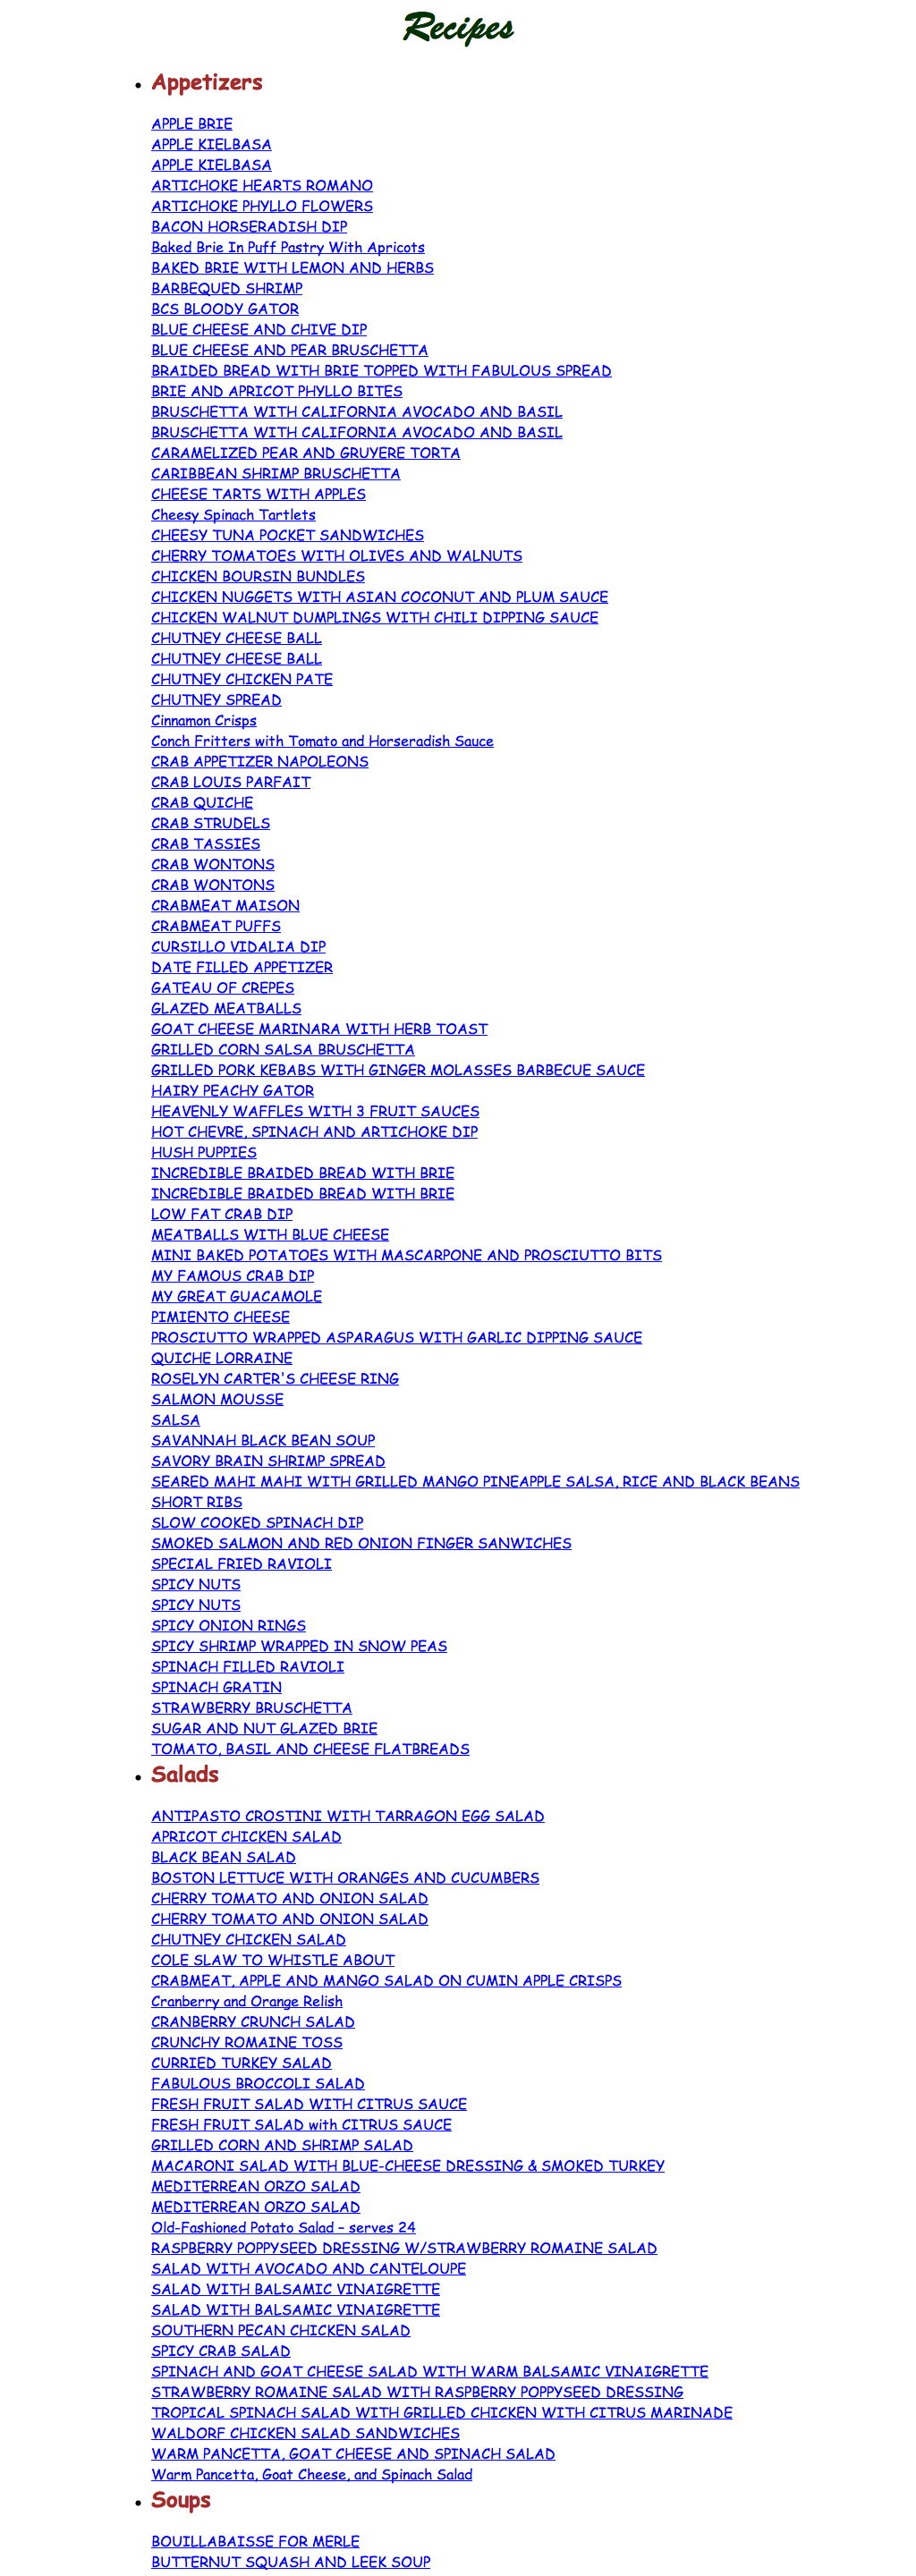 Recipes
Appetizers
APPLE BRIE
APPLE KIELBASA
APPLE KIELBASA
ARTICHOKE HEARTS ROMANO
ARTICHOKE PHYLLO FLOWERS
BACON HORSERADISH DIP
Baked Brie In Puff Pastry With Apricots
BAKED BRIE WITH LEMON AND HERBS
BARBEQUED SHRIMP
BCS BLOODY GATOR
BLUE CHEESE AND CHIVE DIP
BLUE CHEESE AND PEAR BRUSCHETTA
BRAIDED BREAD WITH BRIE TOPPED WITH FABULOUS SPREAD
BRIE AND APRICOT PHYLLO BITES
BRUSCHETTA WITH CALIFORNIA AVOCADO AND BASIL
BRUSCHETTA WITH CALIFORNIA AVOCADO AND BASIL
CARAMELIZED PEAR AND GRUYERE TORTA
CARIBBEAN SHRIMP BRUSCHETTA
CHEESE TARTS WITH APPLES
Cheesy Spinach Tartlets
CHEESY TUNA POCKET SANDWICHES
CHERRY TOMATOES WITH OLIVES AND WALNUTS
CHICKEN BOURSIN BUNDLES
CHICKEN NUGGETS WITH ASIAN COCONUT AND PLUM SAUCE
CHICKEN WALNUT DUMPLINGS WITH CHILI DIPPING SAUCE
CHUTNEY CHEESE BALL
CHUTNEY CHEESE BALL
CHUTNEY CHICKEN PATE
CHUTNEY SPREAD
Cinnamon Crisps
Conch Fritters with Tomato and Horseradish Sauce
CRAB APPETIZER NAPOLEONS
CRAB LOUIS PARFAIT
CRAB QUICHE
CRAB STRUDELS
CRAB TASSIES
CRAB WONTONS
CRAB WONTONS
CRABMEAT MAISON
CRABMEAT PUFFS
CURSILLO VIDALIA DIP
DATE FILLED APPETIZER
GATEAU OF CREPES
GLAZED MEATBALLS
GOAT CHEESE MARINARA WITH HERB TOAST
GRILLED CORN SALSA BRUSCHETTA
GRILLED PORK KEBABS WITH GINGER MOLASSES BARBECUE SAUCE
HAIRY PEACHY GATOR
HEAVENLY WAFFLES WITH 3 FRUIT SAUCES
HOT CHEVRE, SPINACH AND ARTICHOKE DIP
HUSH PUPPIES
INCREDIBLE BRAIDED BREAD WITH BRIE
INCREDIBLE BRAIDED BREAD WITH BRIE
LOW FAT CRAB DIP
MEATBALLS WITH BLUE CHEESE
MINI BAKED POTATOES WITH MASCARPONE AND PROSCIUTTO BITS
MY FAMOUS CRAB DIP
MY GREAT GUACAMOLE
PIMIENTO CHEESE
PROSCIUTTO WRAPPED ASPARAGUS WITH GARLIC DIPPING SAUCE
QUICHE LORRAINE
ROSELYN CARTER'S CHEESE RING
SALMON MOUSSE
SALSA
SAVANNAH BLACK BEAN SOUP
SAVORY BRAIN SHRIMP SPREAD
SEARED MAHI MAHI WITH GRILLED MANGO PINEAPPLE SALSA, RICE AND BLACK BEANS
SHORT RIBS
SLOW COOKED SPINACH DIP
SMOKED SALMON AND RED ONION FINGER SANWICHES
SPECIAL FRIED RAVIOLI
SPICY NUTS
SPICY NUTS
SPICY ONION RINGS
SPICY SHRIMP WRAPPED IN SNOW PEAS
SPINACH FILLED RAVIOLI
SPINACH GRATIN
STRAWBERRY BRUSCHETTA
SUGAR AND NUT GLAZED BRIE
TOMATO, BASIL AND CHEESE FLATBREADS
Salads
ANTIPASTO CROSTINI WITH TARRAGON EGG SALAD
APRICOT CHICKEN SALAD
BLACK BEAN SALAD
BOSTON LETTUCE WITH ORANGES AND CUCUMBERS
CHERRY TOMATO AND ONION SALAD
CHERRY TOMATO AND ONION SALAD
CHUTNEY CHICKEN SALAD
COLE SLAW TO WHISTLE ABOUT
CRABMEAT, APPLE AND MANGO SALAD ON CUMIN APPLE CRISPS
Cranberry and Orange Relish
CRANBERRY CRUNCH SALAD
CRUNCHY ROMAINE TOSS
CURRIED TURKEY SALAD
FABULOUS BROCCOLI SALAD
FRESH FRUIT SALAD WITH CITRUS SAUCE
FRESH FRUIT SALAD with CITRUS SAUCE
GRILLED CORN AND SHRIMP SALAD
MACARONI SALAD WITH BLUE-CHEESE DRESSING & SMOKED TURKEY
MEDITERREAN ORZO SALAD
MEDITERREAN ORZO SALAD
Old-Fashioned Potato Salad – serves 24
RASPBERRY POPPYSEED DRESSING W/STRAWBERRY ROMAINE SALAD
SALAD WITH AVOCADO AND CANTELOUPE
SALAD WITH BALSAMIC VINAIGRETTE
SALAD WITH BALSAMIC VINAIGRETTE
SOUTHERN PECAN CHICKEN SALAD
SPICY CRAB SALAD
SPINACH AND GOAT CHEESE SALAD WITH WARM BALSAMIC VINAIGRETTE
STRAWBERRY ROMAINE SALAD WITH RASPBERRY POPPYSEED DRESSING
TROPICAL SPINACH SALAD WITH GRILLED CHICKEN WITH CITRUS MARINADE
WALDORF CHICKEN SALAD SANDWICHES
WARM PANCETTA, GOAT CHEESE AND SPINACH SALAD
Warm Pancetta, Goat Cheese, and Spinach Salad
Soups
BOUILLABAISSE FOR MERLE
BUTTERNUT SQUASH AND LEEK SOUP